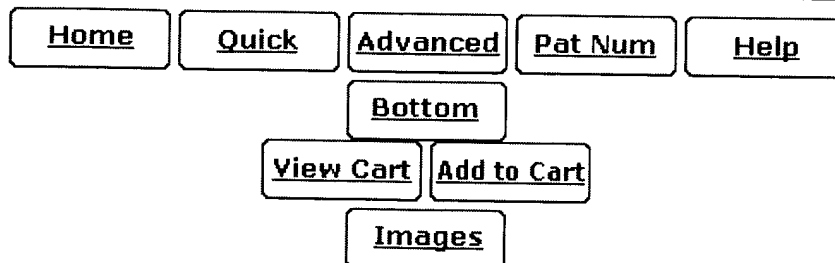 Home Quick Advanced Pat Num Help
Bottom
View Cart Add to Cart
Images